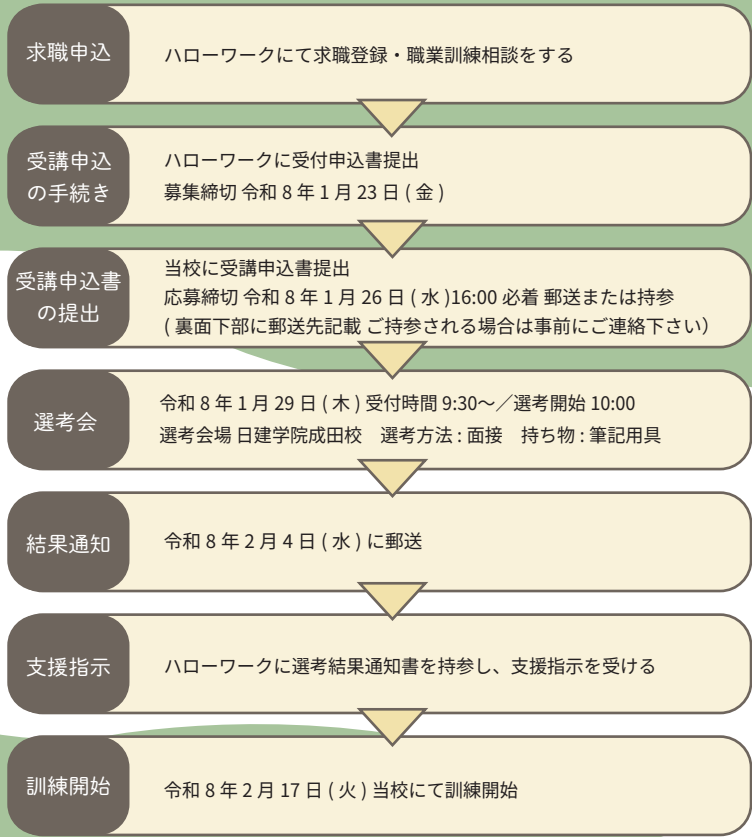 求職申込
ハローワークにて求職登録・職業訓練相談をする
受講申込
の手続き
ハローワークに受付申込書提出
募集締切 令和 8 年 1 月 23 日 ( 金 )
受講申込書
の提出
当校に受講申込書提出
応募締切 令和 8 年 1 月 26 日 ( 水 )16:00 必着 郵送または持参
( 裏面下部に郵送先記載 ご持参される場合は事前にご連絡下さい）
選考会
令和 8 年 1 月 29 日 ( 木 ) 受付時間 9:30～／選考開始 10:00
選考会場 日建学院成田校　選考方法 : 面接　持ち物 : 筆記用具
結果通知
令和 8 年 2 月 4 日 ( 水 ) に郵送
支援指示
ハローワークに選考結果通知書を持参し、支援指示を受ける
訓練開始
令和 8 年 2 月 17 日 ( 火 ) 当校にて訓練開始